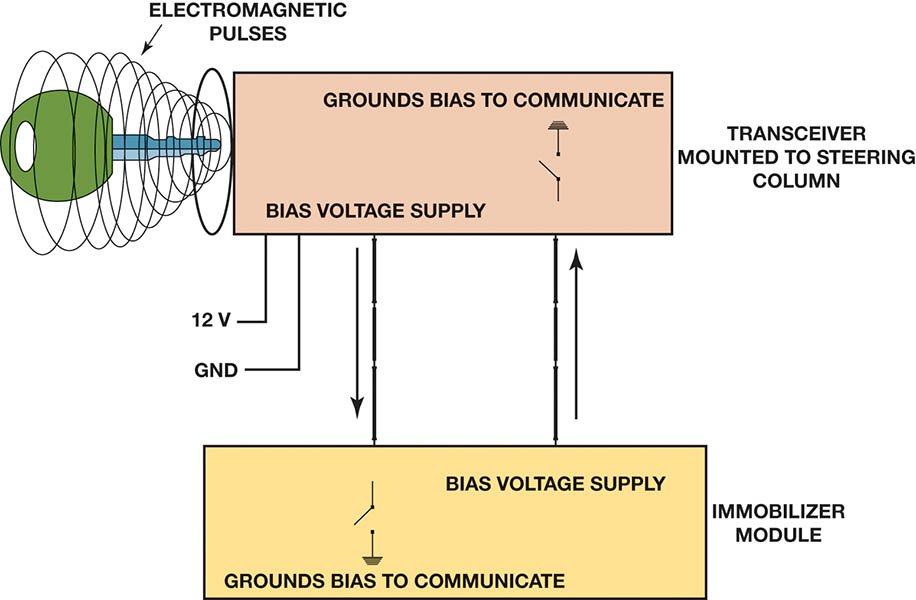 ELECTROMAGNETIC
PULSES
GROUNDS BIAS TO COMMUNICATE
TRANSCEIVER
MOUNTED TO STEERING
COLUMN
BIAS VOLTAGE SUPPLY
12 V
GND
BIAS VOLTAGE SUPPLY
IMMOBILIZER
MODULE
GROUNDS BIAS TO COMMUNICATE